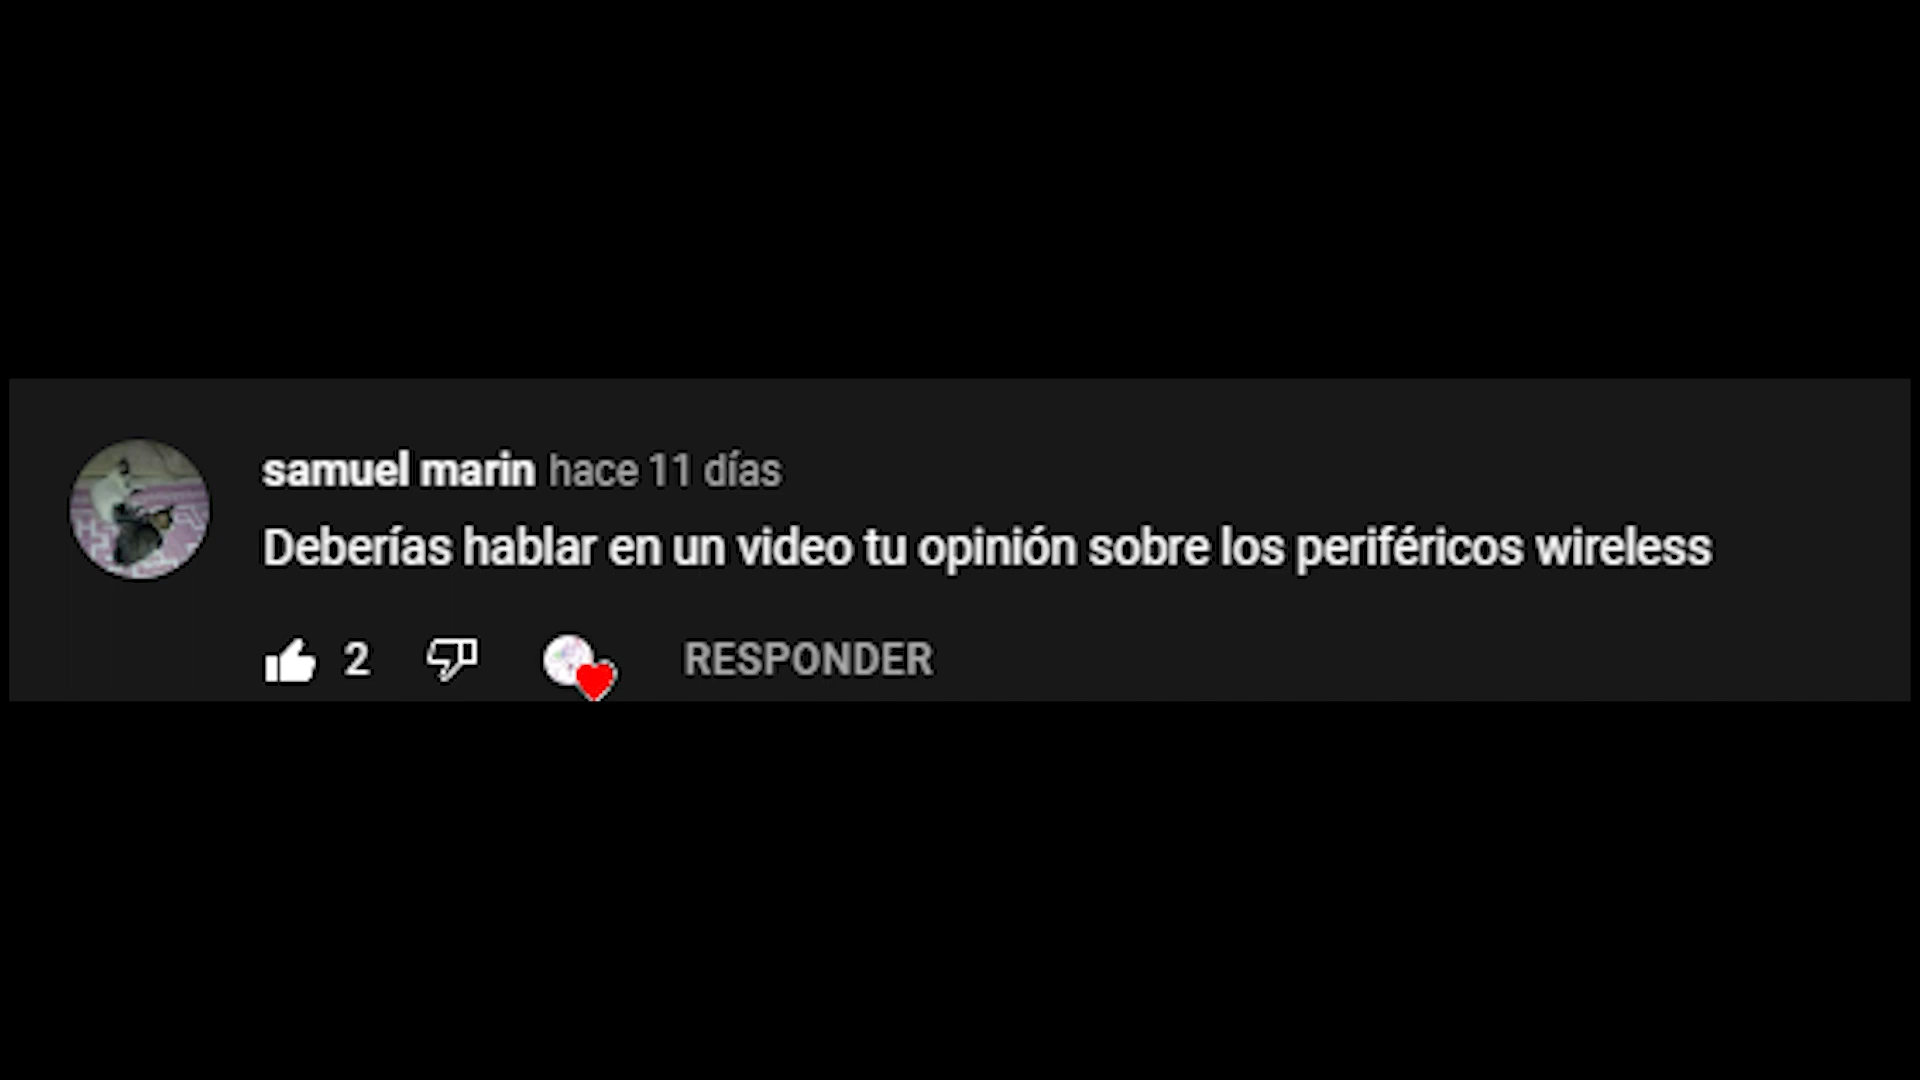 samuel marin hace 11 días
Deberías hablar en un video tu opinión sobre los periféricos wireless
2 RESPONDER